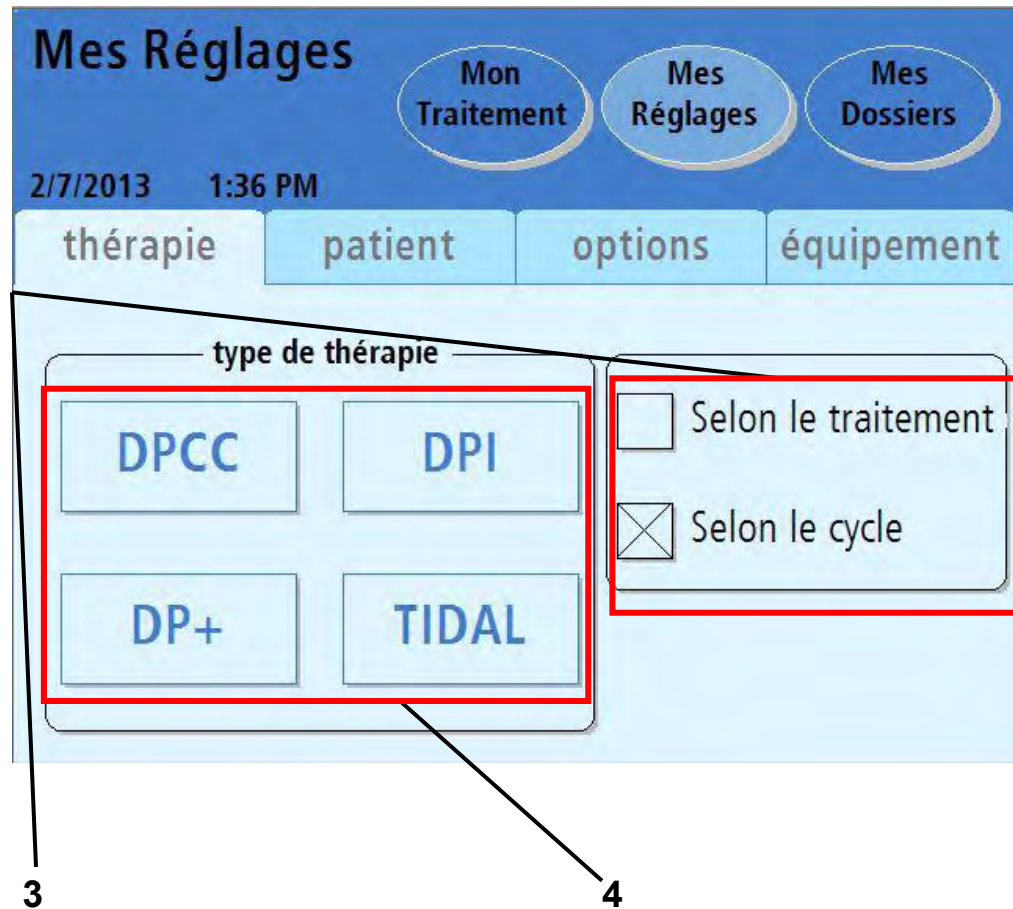 Mes Réglages
Mon
Traitement
Mes
Réglages
Mes
Dossiers
2/7/2013 1:36 PM
thérapie patient options équipement
type de thérapie
DPCC DPI
DP+ TIDAL
Selon le traitement
Selon le cycle
3 4